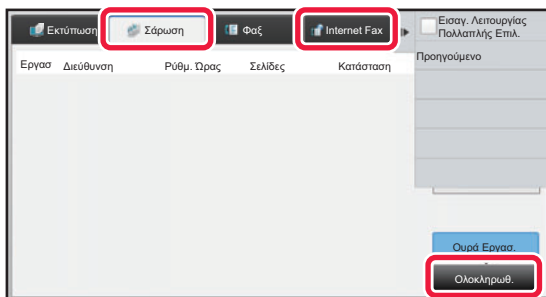 Εκτύπωση
Σάρωση
Φαξ
Internet Fax
Εισαγ. Λειτουργίας
Πολλαπλής Επιλ.
Εργασ Διεύθυνση Ρύθμ. Ώρας Σελίδες Κατάσταση
Προηγούμενο
Ουρά Εργασ.
Ολοκληρωθ.